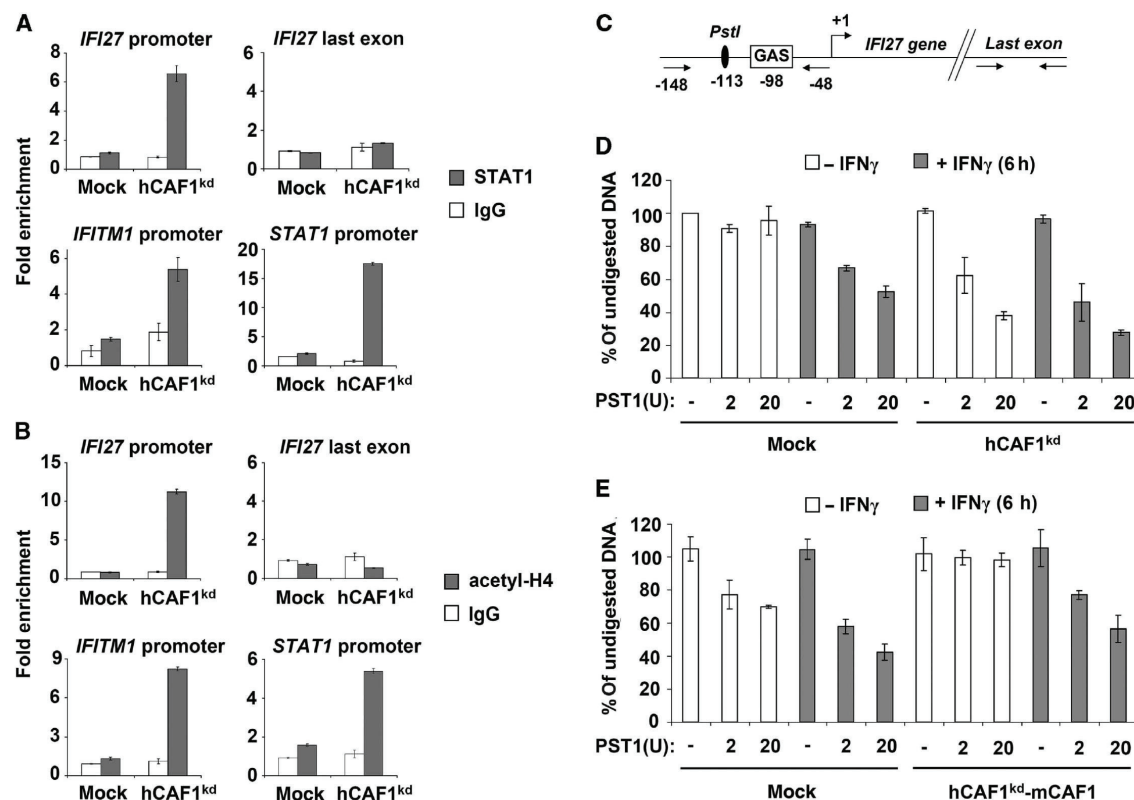 A
IFI27 promoter
IFI27 last exon
8
6
4
2
0
6
4
2
0
Mock
hCAF1kd
Mock
hCAF1kd
STAT1
IgG
Fold enrichment
IFITM1 promoter
STAT1 promoter
6
4
2
0
20
15
10
5
0
Mock
hCAF1kd
Mock
hCAF1kd
B
IFI27 promoter
IFI27 last exon
15
10
5
0
6
4
2
0
Mock
hCAF1kd
Mock
hCAF1kd
acetyl-H4
IgG
Fold enrichment
IFITM1 promoter
STAT1 promoter
9
6
3
0
6
4
2
0
Mock
hCAF1kd
Mock
hCAF1kd
C
PstI
+1
GAS
IFI27 gene
Last exon
-148
-113
-98
-48
D
– IFNγ
+ IFNγ (6 h)
% Of undigested DNA
120
100
80
60
40
20
0
PST1(U): - 2 20 - 2 20 - 2 20 - 2 20
Mock
hCAF1kd
E
– IFNγ
+ IFNγ (6 h)
% Of undigested DNA
120
100
80
60
40
20
0
PST1(U): - 2 20 - 2 20 - 2 20 - 2 20
Mock
hCAF1kd-mCAF1